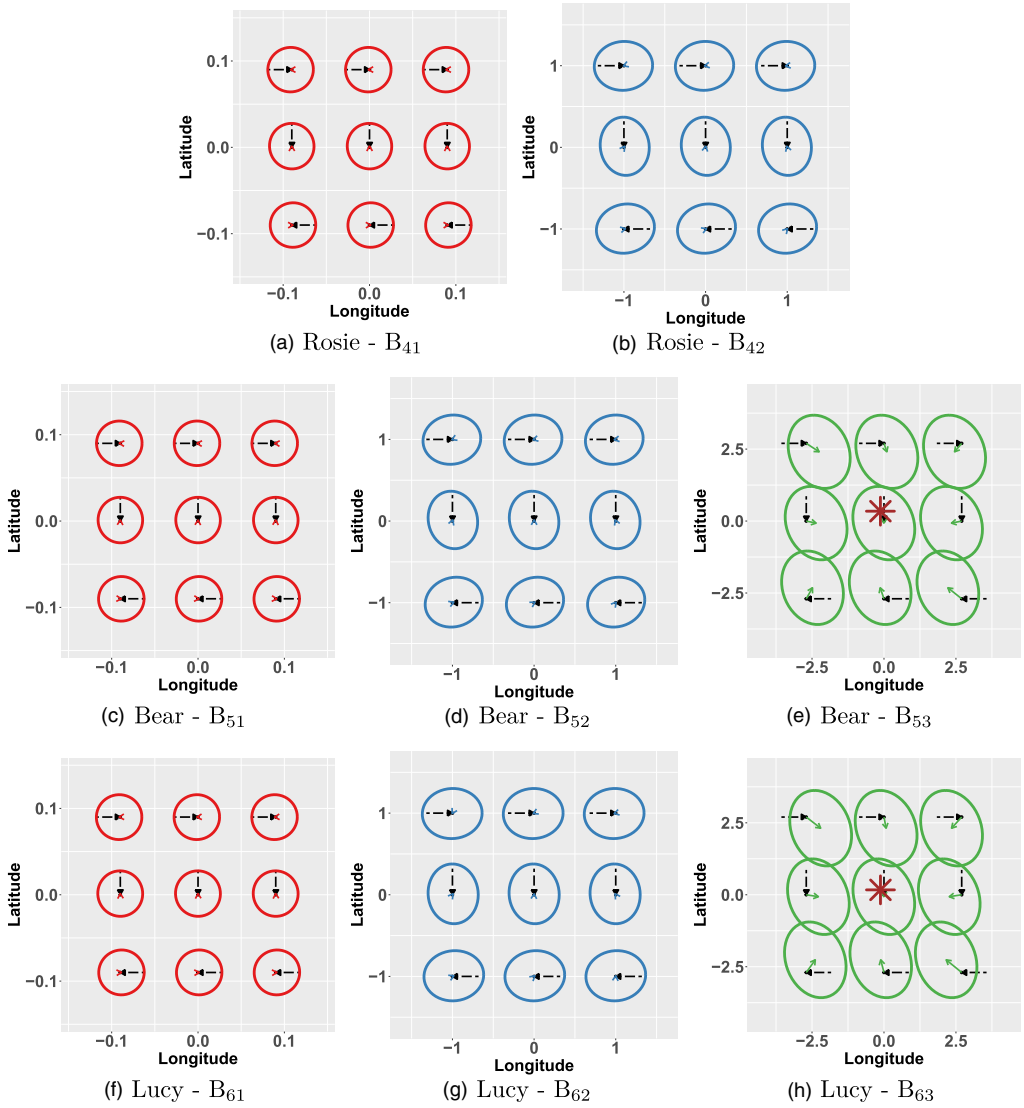 Latitude
0.1
0.0
−0.1
−0.1 0.0 0.1
Longitude
(a) Rosie - B41
Latitude
1
0
−1
−1 0 1
Longitude
(b) Rosie - B42
Latitude
0.1
0.0
−0.1
−0.1 0.0 0.1
Longitude
(c) Bear - B51
Latitude
1
0
−1
−1 0 1
Longitude
(d) Bear - B52
Latitude
2.5
0.0
−2.5
−2.5 0.0 2.5
Longitude
(e) Bear - B53
Latitude
0.1
0.0
−0.1
−0.1 0.0 0.1
Longitude
(f) Lucy - B61
Latitude
1
0
−1
−1 0 1
Longitude
(g) Lucy - B62
Latitude
2.5
0.0
−2.5
−2.5 0.0 2.5
Longitude
(h) Lucy - B63